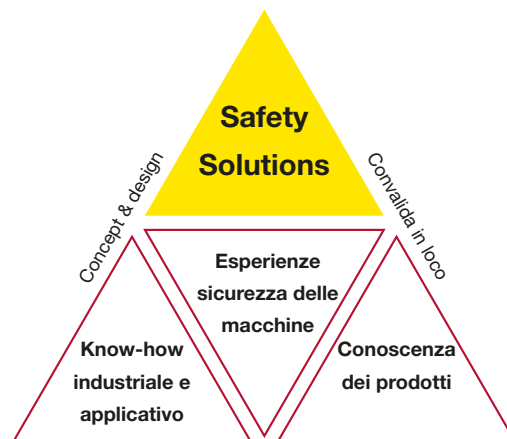 Safety
Solutions
Concept & design
Convalida in loco
Esperienze
sicurezza delle
macchine
Know-how
industriale e
applicativo
Conoscenza
dei prodotti